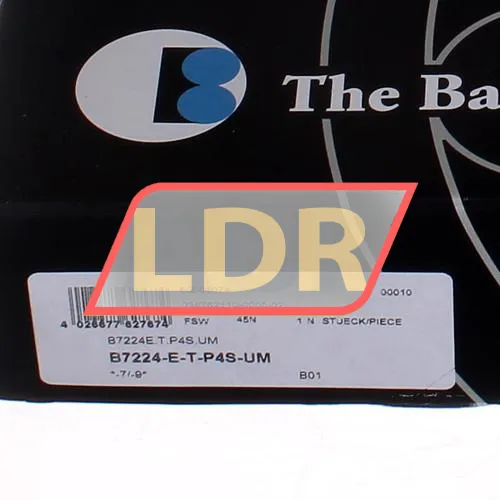 The Ba
LDR
00010
4 026677 627674
FSW 45N 1 N STUECK/PIECE
B7224E.T.P4S.UM
B7224-E-T-P4S-UM
*-7/-9*
B01